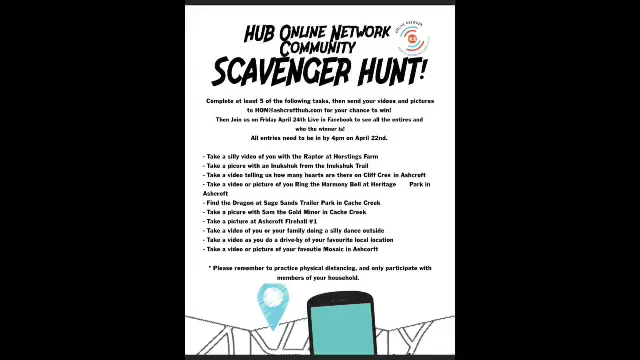 HUB ONLINE NETWORK
COMMUNITY
SCAVENGER HUNT!
ONLINE NETWORK
HUB
Complete at least 5 of the following tasks, then send your videos and pictures
to HON@ashcrofthub.com for your chance to win!
Then Join us on Friday April 24th Live in Facebook to see all the entires and
who the winner is!
All entries need to be in by 4pm on April 22nd.
- Take a silly video of you with the Raptor at Horstings Farm
- Take a picure with an Inukshuk from the Inukshuk Trail
- Take a video telling us how many hearts are there on Cliff Cres in Ashcroft
- Take a video or picture of you Ring the Harmony Bell at Heritage Park in
Ashcroft
- Find the Dragon at Sage Sands Trailer Park in Cache Creek
- Take a picure with Sam the Gold Miner in Cache Creek
- Take a picture at Ashcroft Firehall #1
- Take a video of you or your family doing a silly dance outside
- Take a video as you do a drive-by of your favourite local location
- Take a video or picture of your favoutie Mosaic in Ashcorft
* Please remember to practice physical distancing, and only participate with
members of your household.